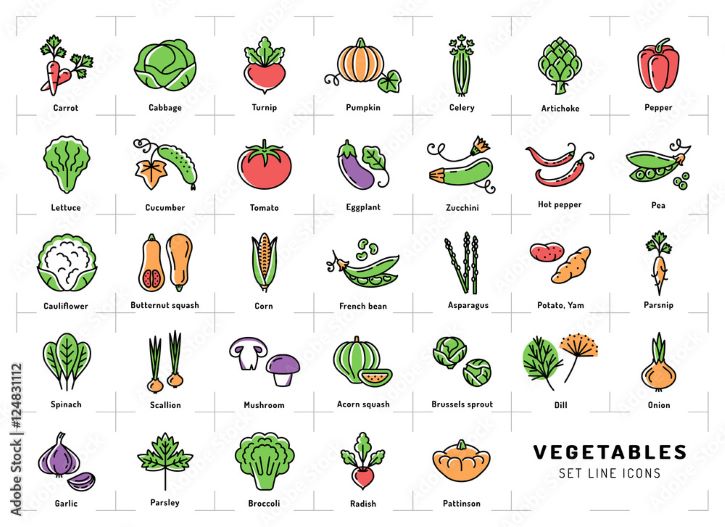 Carrot
Cabbage
Turnip
Pumpkin
Celery
Artichoke
Pepper
Lettuce
Cucumber
Tomato
Eggplant
Zucchini
Hot pepper
Pea
Cauliflower
Butternut squash
Corn
French bean
Asparagus
Potato, Yam
Parsnip
Spinach
Scallion
Mushroom
Acorn squash
Brussels sprout
Dill
Onion
Garlic
Parsley
Broccoli
Radish
Pattinson
VEGETABLES
SET LINE ICONS
Adobe Stock | #124831112